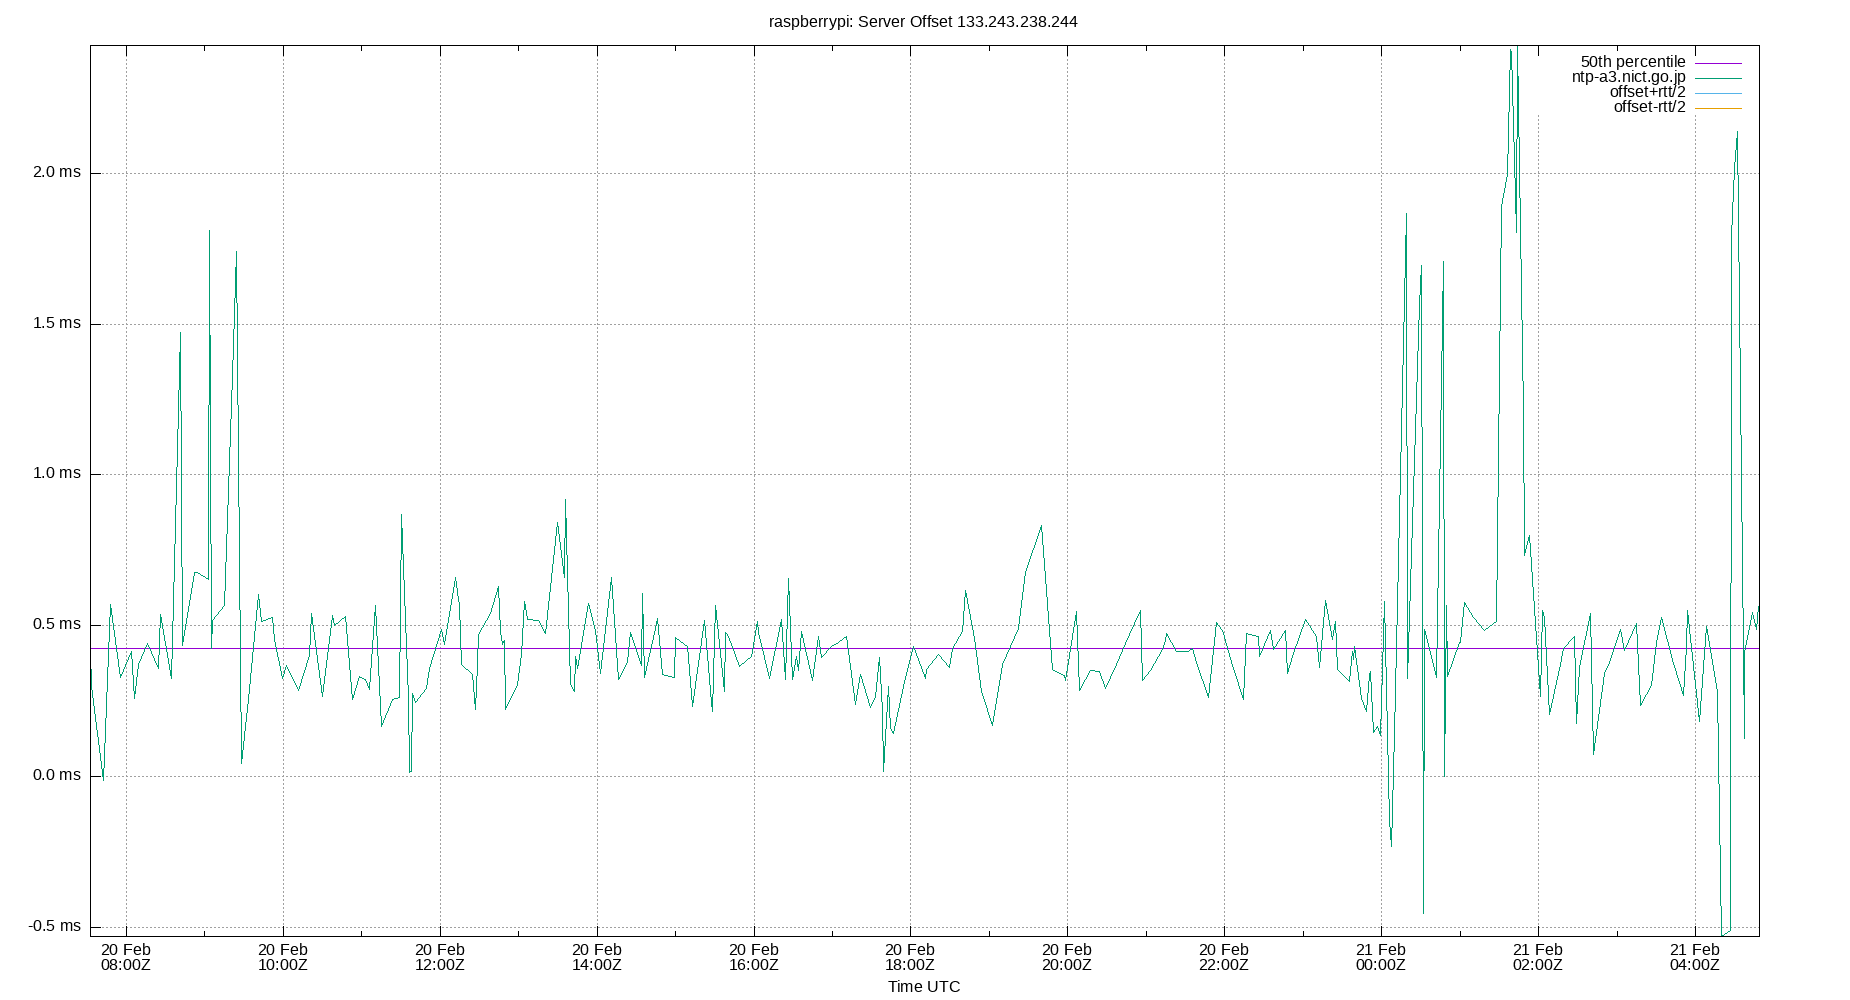 raspberrypi: Server Offset 133.243.238.244
50th percentile
ntp-a3.nict.go.jp
offset+rtt/2
offset-rtt/2
2.0 ms
1.5 ms
1.0 ms
0.5 ms
0.0 ms
-0.5 ms
20 Feb 20 Feb 20 Feb 20 Feb 20 Feb 20 Feb 20 Feb 20 Feb 21 Feb 21 Feb 21 Feb
08:00Z 10:00Z 12:00Z 14:00Z 16:00Z 18:00Z 20:00Z 22:00Z 00:00Z 02:00Z 04:00Z
Time UTC